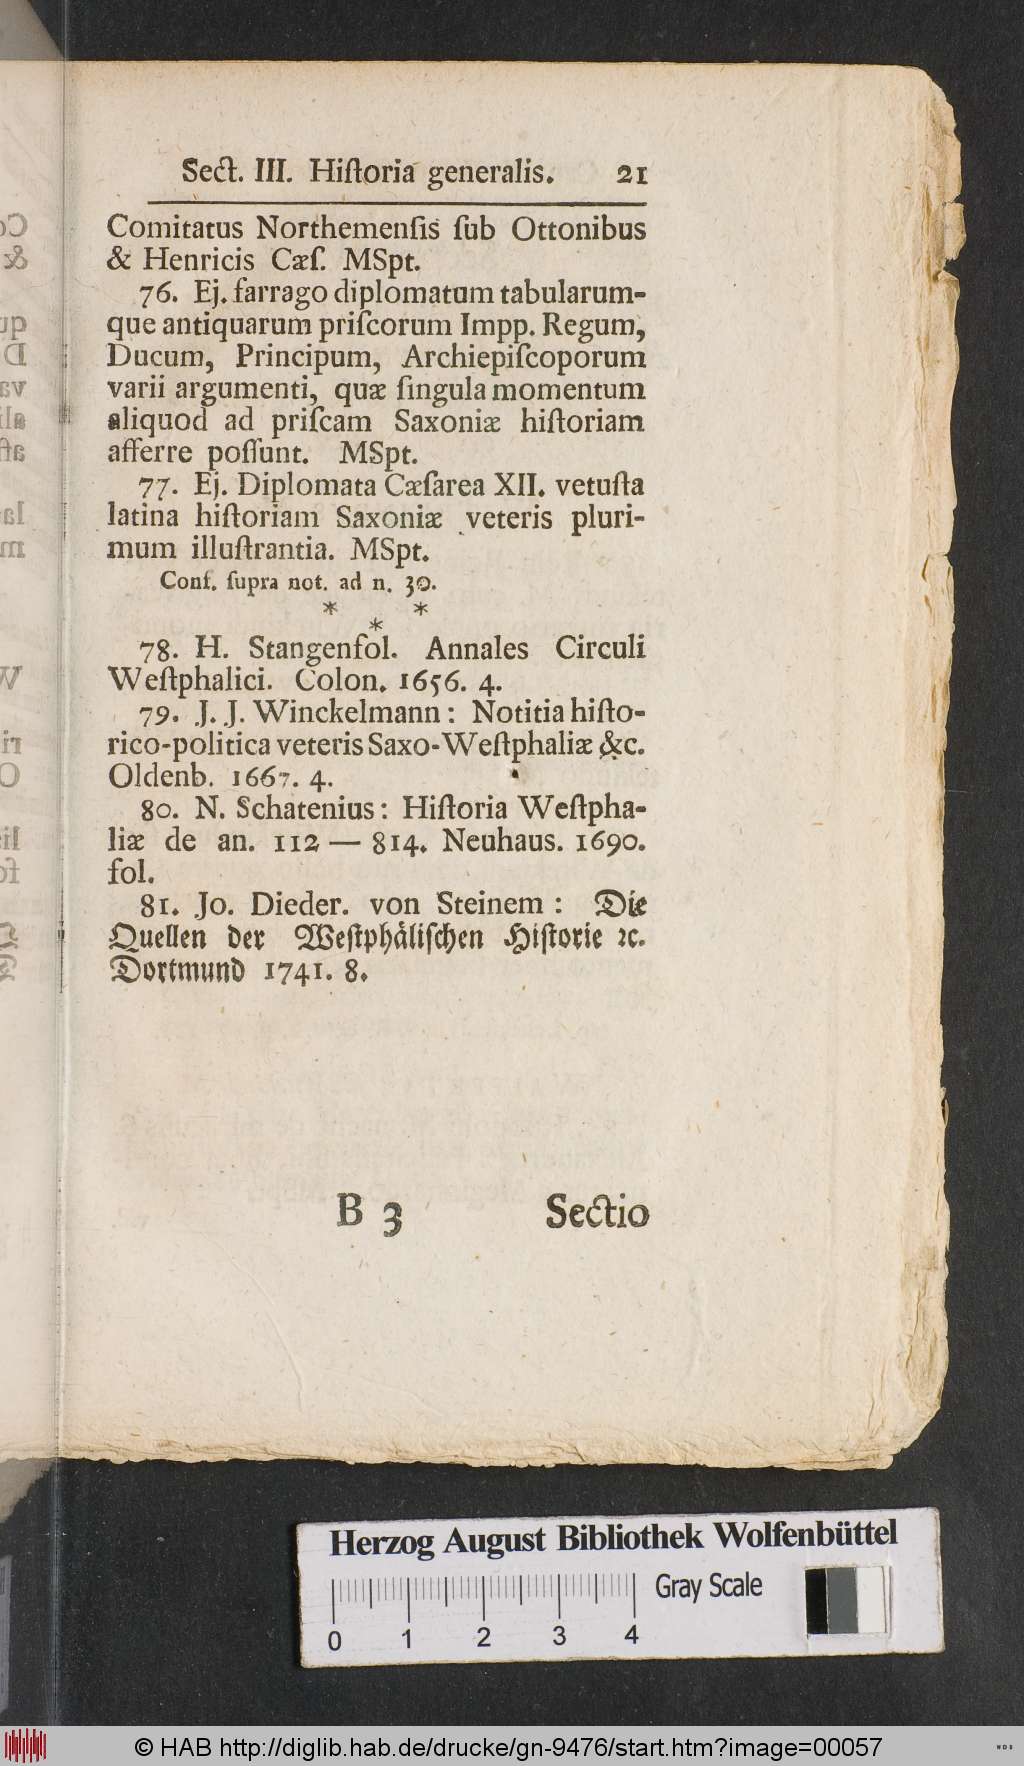 Sect. III. Hiſtoria generalis. 21
Comitatus Northemenſis ſub Ottonibus
& Henricis Cæſ. MSpt.
76. Ej. farrago diplomatum tabularum-
que antiquarum priſcorum Impp. Regum,
Ducum, Principum, Archiepiſcoporum
varii argumenti, quæ ſingula momentum
aliquod ad priſcam Saxoniæ hiſtoriam
afferre poſſunt. MSpt.
77. Ej. Diplomata Cæſarea XII. vetuſta
latina hiſtoriam Saxoniæ veteris pluri-
mum illuſtrantia. MSpt.
Conf. ſupra not. ad n. 30.
* * *
78. H. Stangenfol. Annales Circuli
Weſtphalici. Colon. 1656. 4.
79. J. J. Winckelmann: Notitia hiſto-
rico-politica veteris Saxo-Weſtphaliæ &c.
Oldenb. 1667. 4.
80. N. Schatenius: Hiſtoria Weſtpha-
liæ de an. 112 — 814. Neuhaus. 1690.
fol.
81. Jo. Dieder. von Steinem: Die
Quellen der Weſtphäliſchen Hiſtorie ꝛc.
Dortmund 1741. 8.
B 3 Sectio
Herzog August Bibliothek Wolfenbüttel
Gray Scale
0 1 2 3 4
© HAB http://diglib.hab.de/drucke/gn-9476/start.htm?image=00057